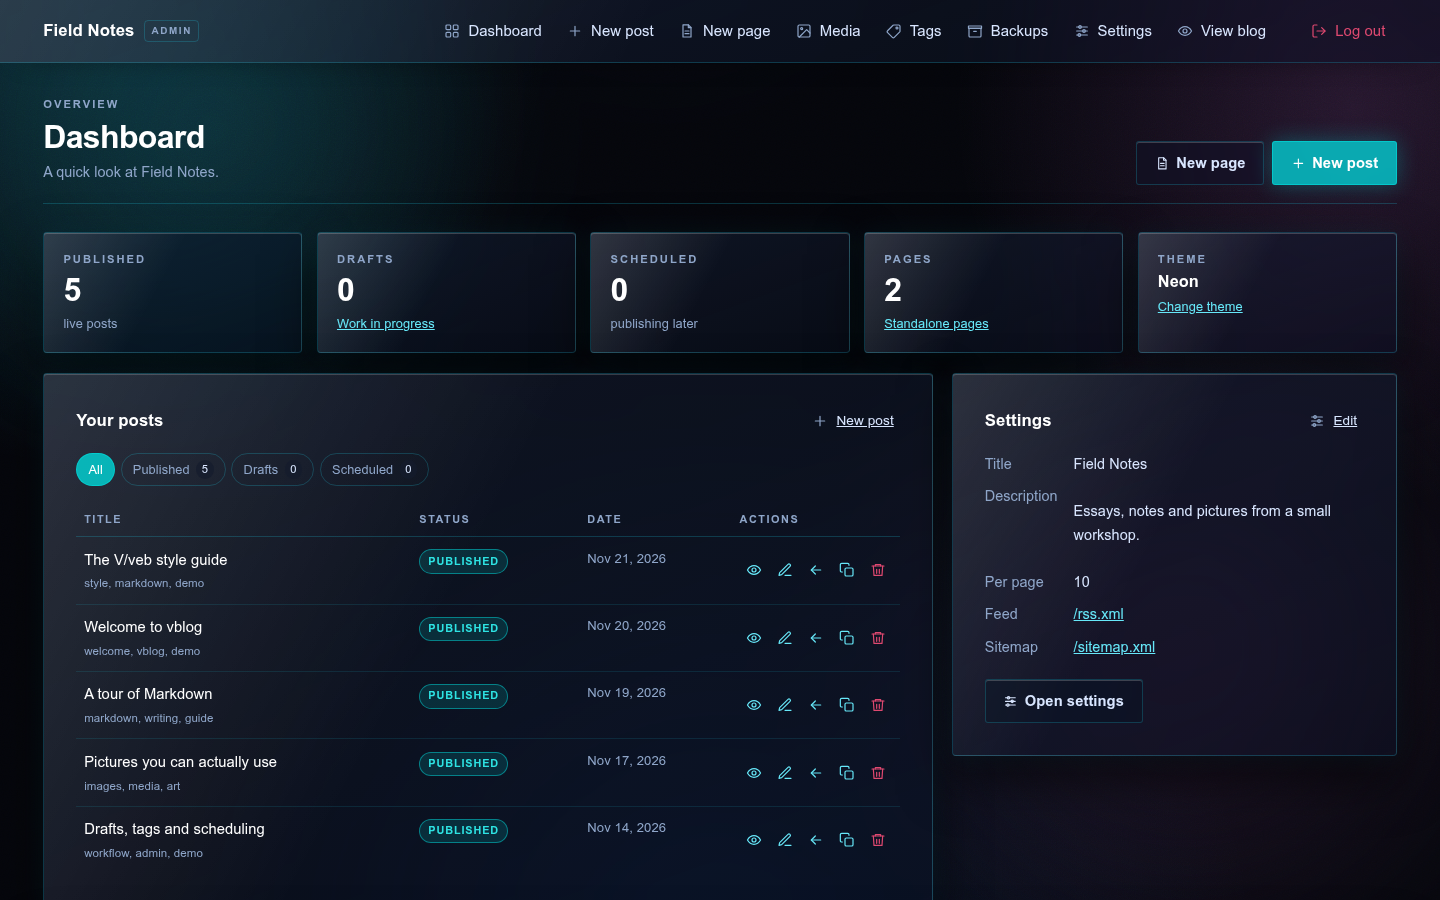 Field Notes ADMIN
Dashboard
New post
New page
Media
Tags
Backups
Settings
View blog
Log out
OVERVIEW
Dashboard
A quick look at Field Notes.
New page
New post
PUBLISHED
5
live posts
DRAFTS
0
Work in progress
SCHEDULED
0
publishing later
PAGES
2
Standalone pages
THEME
Neon
Change theme
Your posts
New post
All
Published 5
Drafts 0
Scheduled 0
TITLE STATUS DATE ACTIONS
The V/veb style guide PUBLISHED Nov 21, 2026
style, markdown, demo
Welcome to vblog PUBLISHED Nov 20, 2026
welcome, vblog, demo
A tour of Markdown PUBLISHED Nov 19, 2026
markdown, writing, guide
Pictures you can actually use PUBLISHED Nov 17, 2026
images, media, art
Drafts, tags and scheduling PUBLISHED Nov 14, 2026
workflow, admin, demo
Settings
Edit
Title Field Notes
Description Essays, notes and pictures from a small
workshop.
Per page 10
Feed /rss.xml
Sitemap /sitemap.xml
Open settings